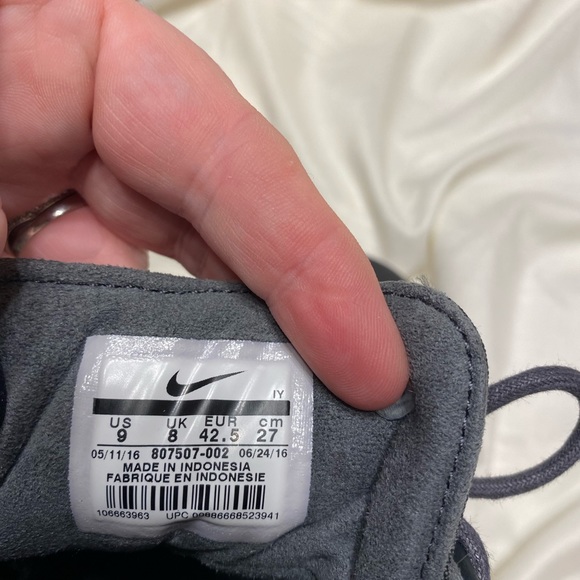 IY
US UK EUR cm
9 8 42.5 27
05/11/16 807507-002 06/24/16
MADE IN INDONESIA
FABRIQUE EN INDONESIE
106663963 UPC 00886668523941